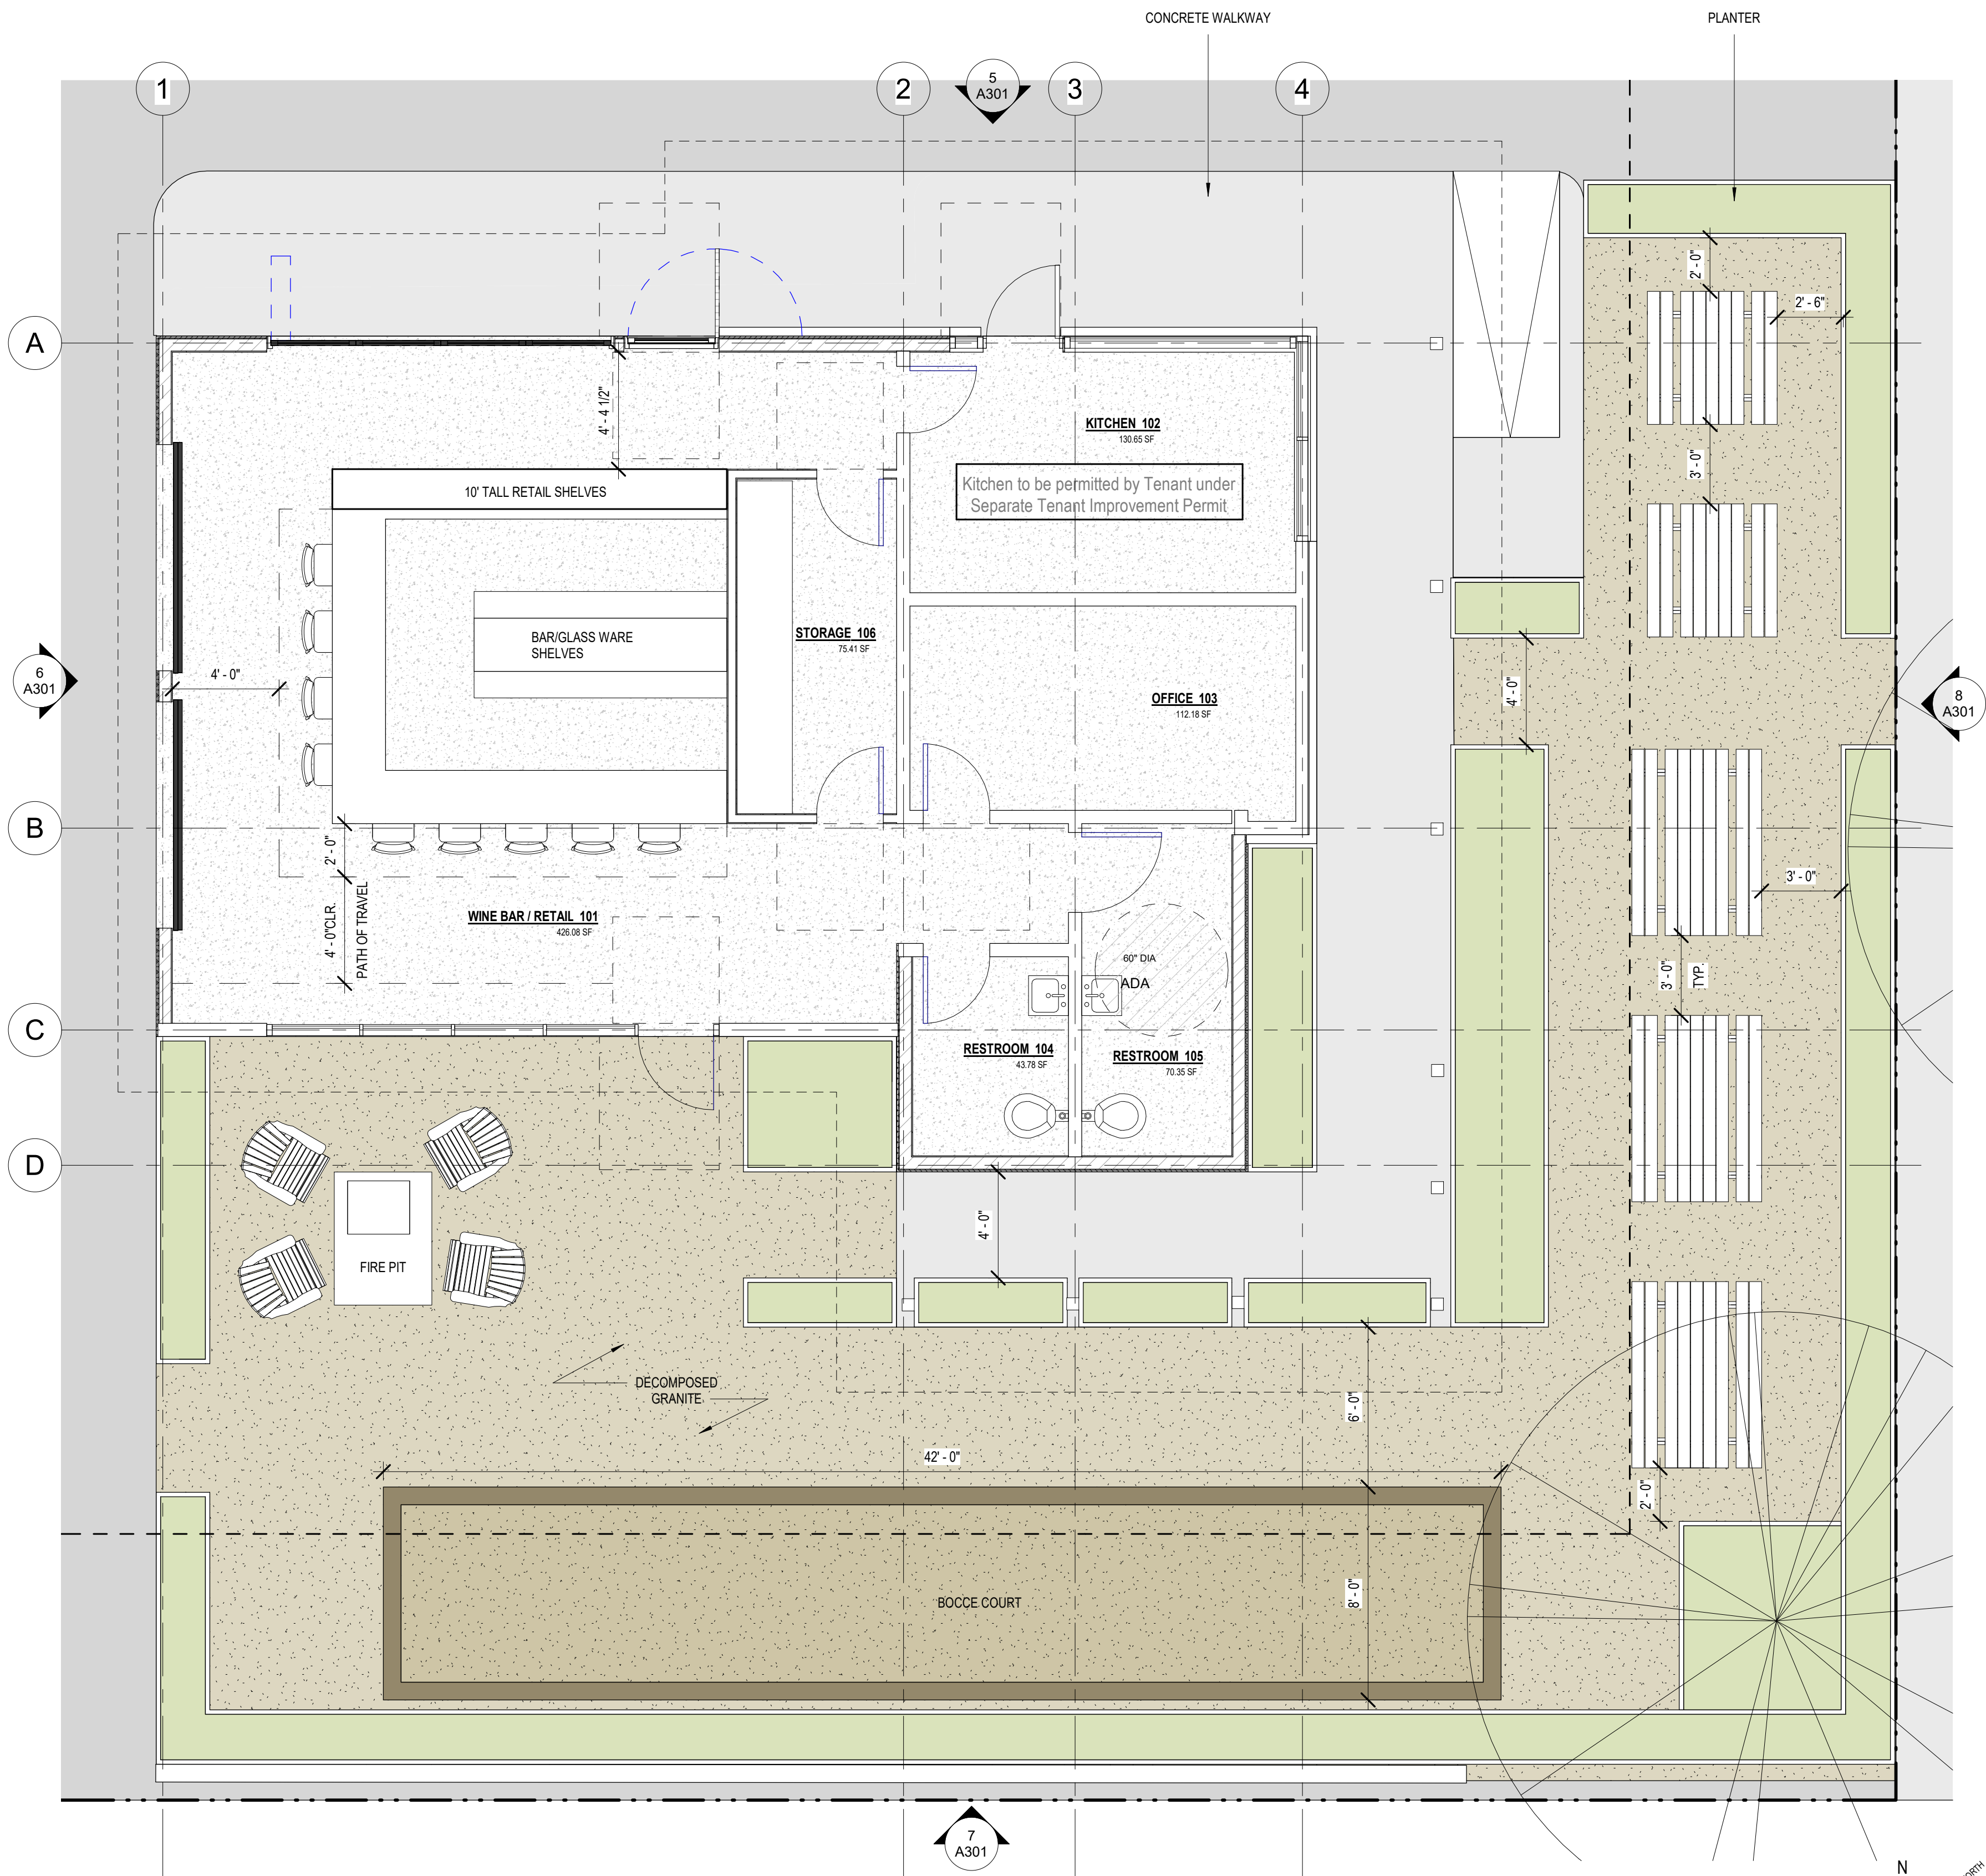 CONCRETE WALKWAY
PLANTER
1
2
5
A301
3
4
A
2' - 0"
2' - 6"
4' - 4 1/2"
KITCHEN 102
130.65 SF
3' - 0"
Kitchen to be permitted by Tenant under
Separate Tenant Improvement Permit
10' TALL RETAIL SHELVES
BAR/GLASS WARE
SHELVES
STORAGE 106
75.41 SF
6
A301
4' - 0"
OFFICE 103
112.18 SF
4' - 0"
8
A301
B
2' - 0"
3' - 0"
4' - 0"CLR.
PATH OF TRAVEL
WINE BAR / RETAIL 101
426.08 SF
60" DIA
ADA
3' - 0"
TYP.
C
RESTROOM 104
43.78 SF
RESTROOM 105
70.35 SF
D
4' - 0"
FIRE PIT
DECOMPOSED
GRANITE
6' - 0"
42' - 0"
2' - 0"
8' - 0"
BOCCE COURT
7
A301
N